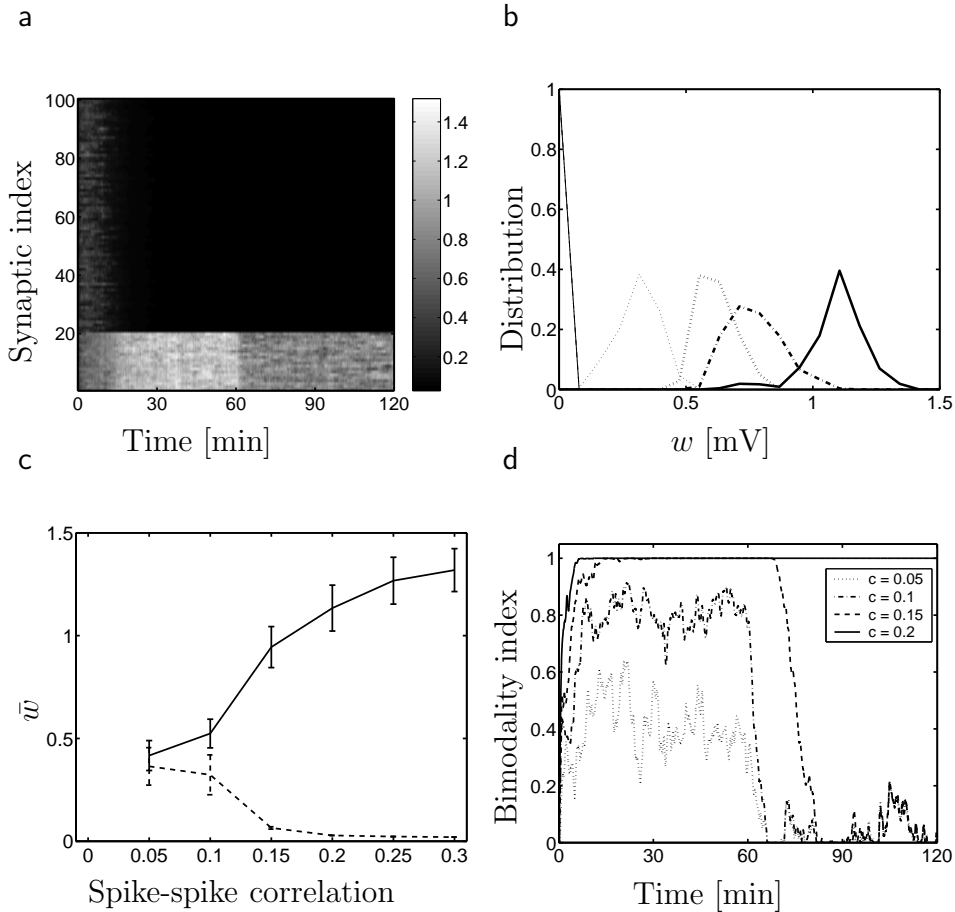 a
100
80
60
40
20
0 30 60 90 120
Synaptic index
Time [min]
1.4
1.2
1
0.8
0.6
0.4
0.2
b
1
0.8
0.6
0.4
0.2
0
0 0.5 1 1.5
Distribution
w [mV]
c
1.5
1
0.5
0
0 0.05 0.1 0.15 0.2 0.25 0.3
w̄
Spike-spike correlation
d
1
0.8
0.6
0.4
0.2
0
0 30 60 90 120
Bimodality index
Time [min]
c = 0.05
c = 0.1
c = 0.15
c = 0.2